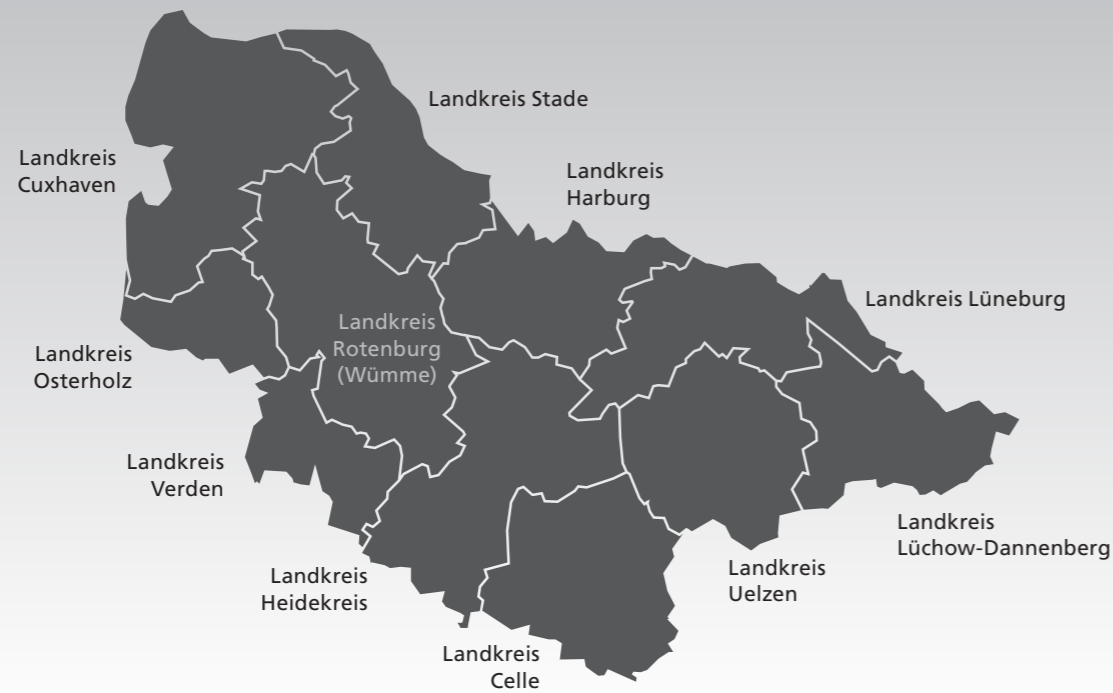 Landkreis Stade
Landkreis
Cuxhaven
Landkreis
Harburg
Landkreis Lüneburg
Landkreis
Rotenburg
(Wümme)
Landkreis
Osterholz
Landkreis
Verden
Landkreis
Lüchow-Dannenberg
Landkreis
Uelzen
Landkreis
Heidekreis
Landkreis
Celle